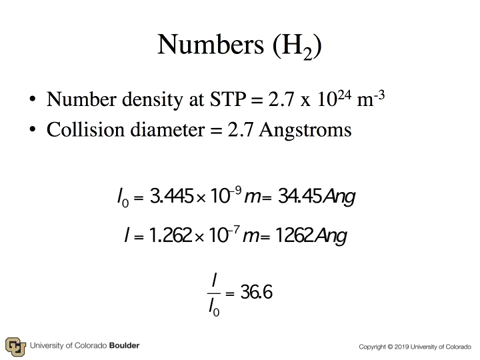 Numbers (H₂)
• Number density at STP = 2.7 x 10²⁴ m⁻³
• Collision diameter = 2.7 Angstroms
l₀ = 3.445 × 10⁻⁹ m = 34.45 Ang
l = 1.262 × 10⁻⁷ m = 1262 Ang
l / l₀ = 36.6
University of Colorado Boulder
Copyright © 2019 University of Colorado